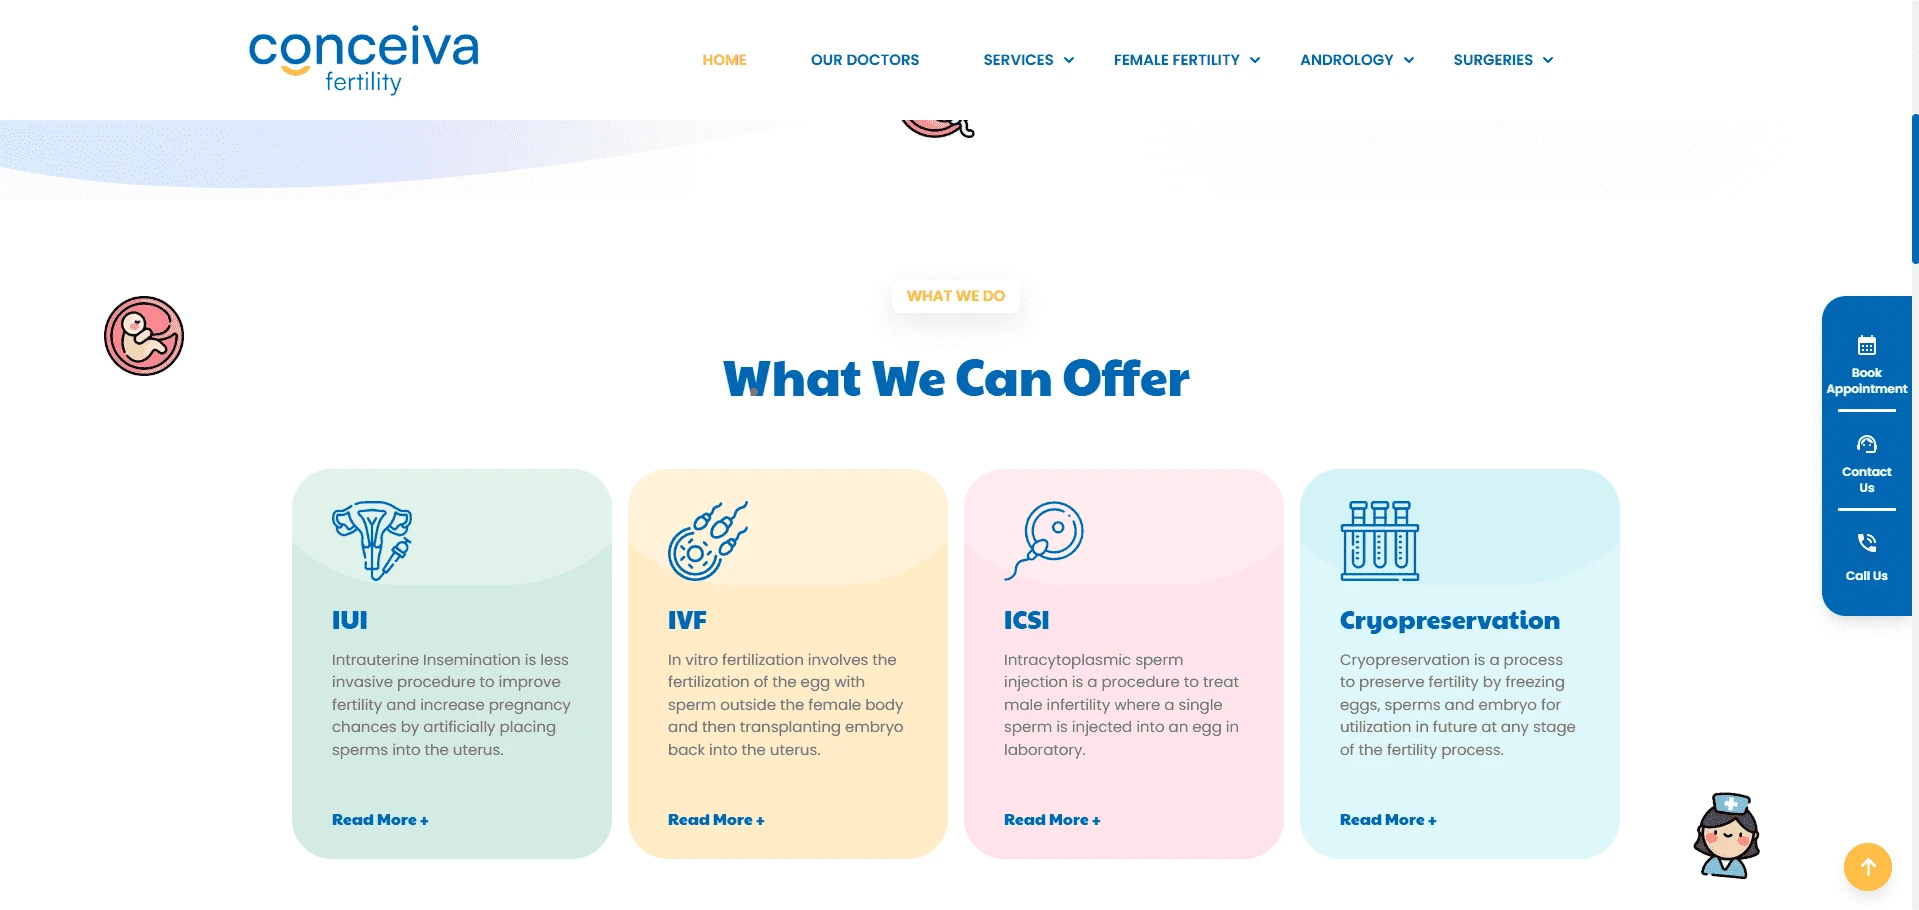 conceiva
fertility
HOME
OUR DOCTORS
SERVICES
FEMALE FERTILITY
ANDROLOGY
SURGERIES
WHAT WE DO
What We Can Offer
Book
Appointment
Contact
Us
Call Us
IUI
Intrauterine Insemination is less
invasive procedure to improve
fertility and increase pregnancy
chances by artificially placing
sperms into the uterus.
Read More +
IVF
In vitro fertilization involves the
fertilization of the egg with
sperm outside the female body
and then transplanting embryo
back into the uterus.
Read More +
ICSI
Intracytoplasmic sperm
injection is a procedure to treat
male infertility where a single
sperm is injected into an egg in
laboratory.
Read More +
Cryopreservation
Cryopreservation is a process
to preserve fertility by freezing
eggs, sperms and embryo for
utilization in future at any stage
of the fertility process.
Read More +